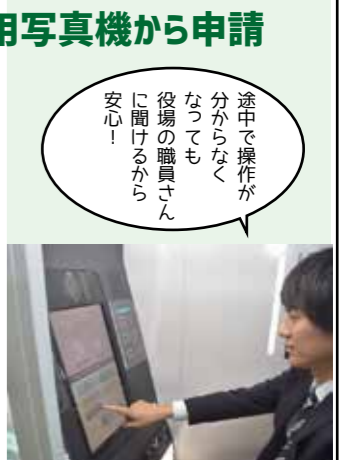 用写真機から申請
途中で操作が
分からなく
なっても
役場の職員さん
に聞けるから
安心！